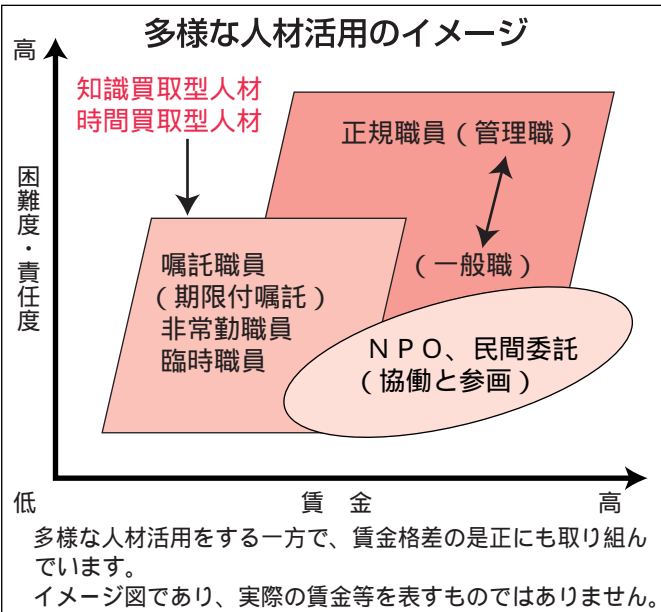 多様な人材活用のイメージ
高
知識買取型人材
時間買取型人材
正規職員(管理職)
困難度・責任度
嘱託職員
(期限付嘱託)
非常勤職員
臨時職員
(一般職)
NPO、民間委託
(協働と参画)
低 賃金 高
多様な人材活用をする一方で、賃金格差の是正にも取り組ん
でいます。
イメージ図であり、実際の賃金等を表すものではありません。